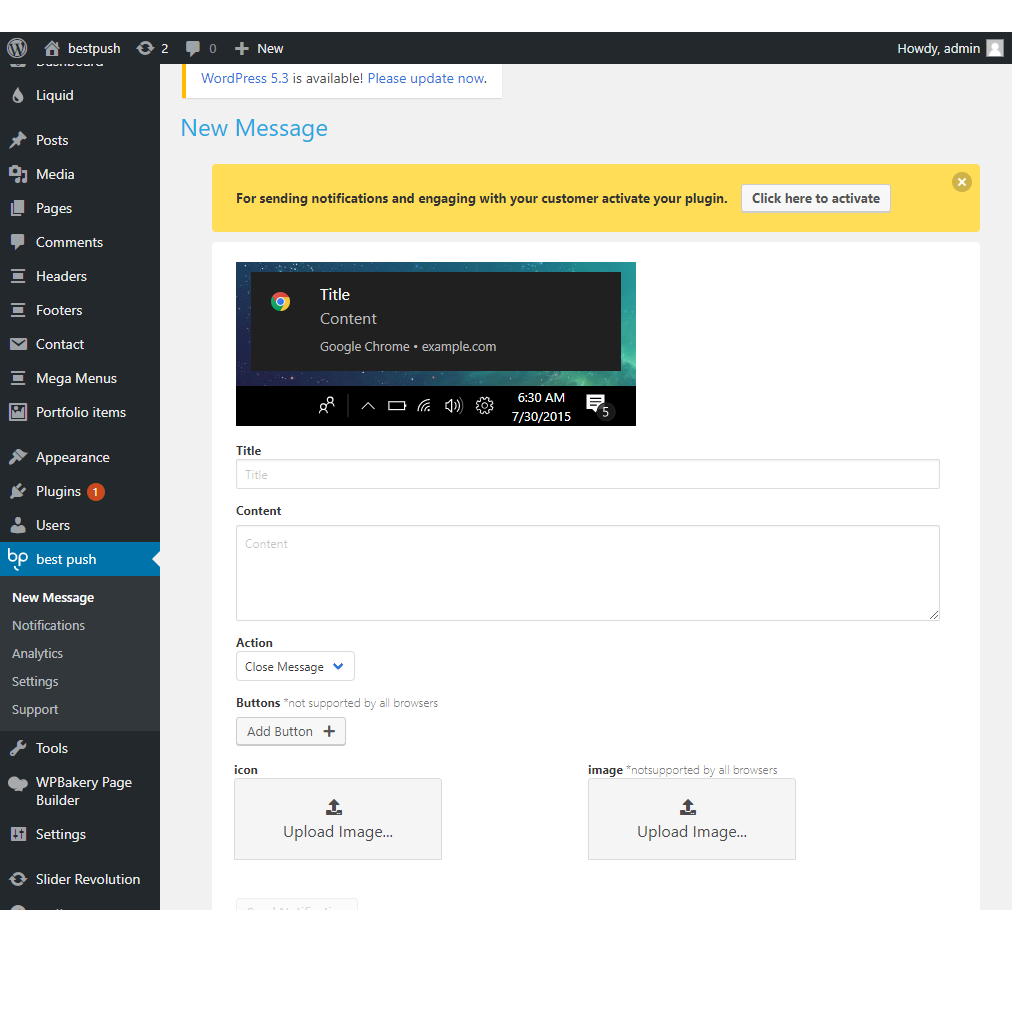 bestpush 2 0 New Howdy, admin
Dashboard
Liquid
Posts
Media
Pages
Comments
Headers
Footers
Contact
Mega Menus
Portfolio items
Appearance
Plugins 1
Users
bp best push
New Message
Notifications
Analytics
Settings
Support
Tools
WPBakery Page
Builder
Settings
Slider Revolution
WordPress 5.3 is available! Please update now.
New Message
For sending notifications and engaging with your customer activate your plugin. Click here to activate
Title
Content
Google Chrome • example.com
6:30 AM
7/30/2015
5
Title
Title
Content
Content
Action
Close Message
Buttons *not supported by all browsers
Add Button +
icon
Upload Image...
image *notsupported by all browsers
Upload Image...